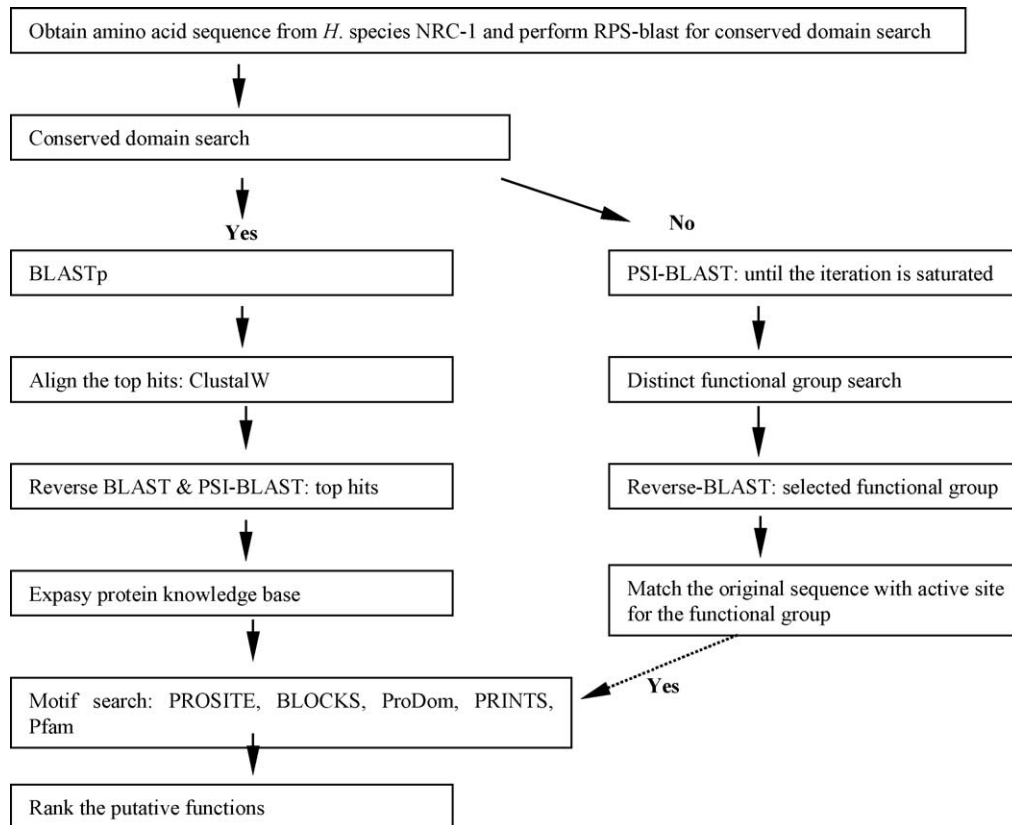 Obtain amino acid sequence from H. species NRC-1 and perform RPS-blast for conserved domain search
Conserved domain search
Yes
No
BLASTp
PSI-BLAST: until the iteration is saturated
Align the top hits: ClustalW
Distinct functional group search
Reverse BLAST & PSI-BLAST: top hits
Reverse-BLAST: selected functional group
Expasy protein knowledge base
Match the original sequence with active site
for the functional group
Yes
Motif search: PROSITE, BLOCKS, ProDom, PRINTS,
Pfam
Rank the putative functions